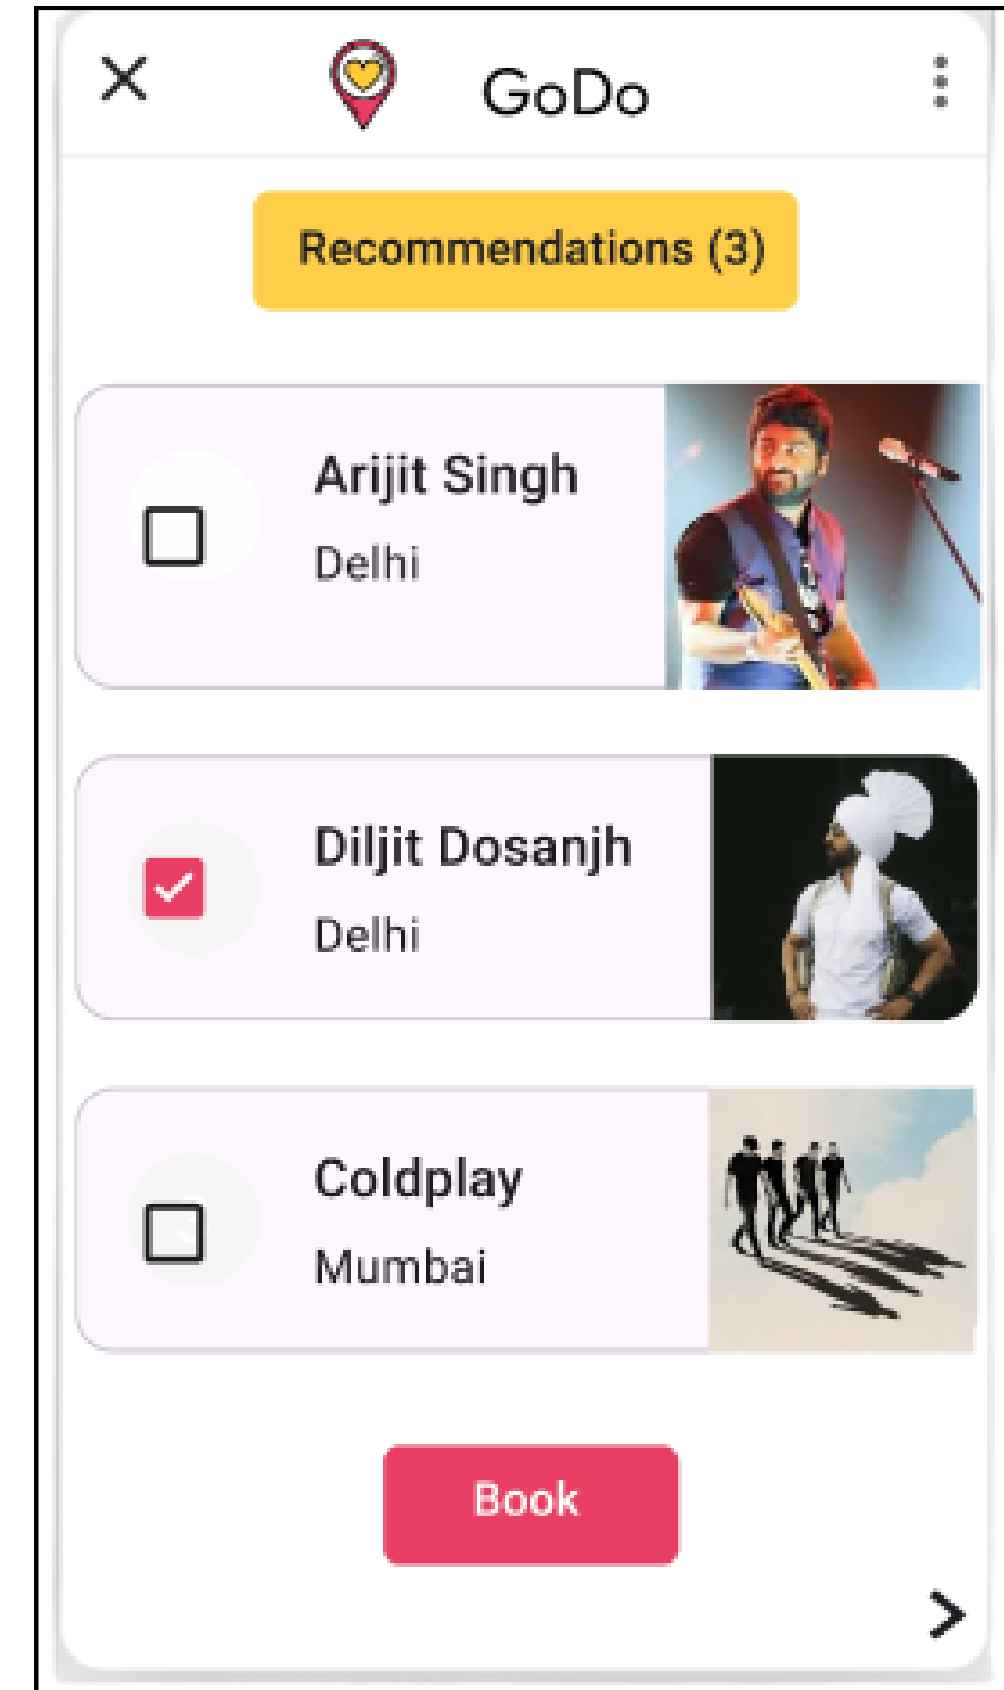 GoDo
Recommendations (3)
Arijit Singh
Delhi
Diljit Dosanjh
Delhi
Coldplay
Mumbai
Book